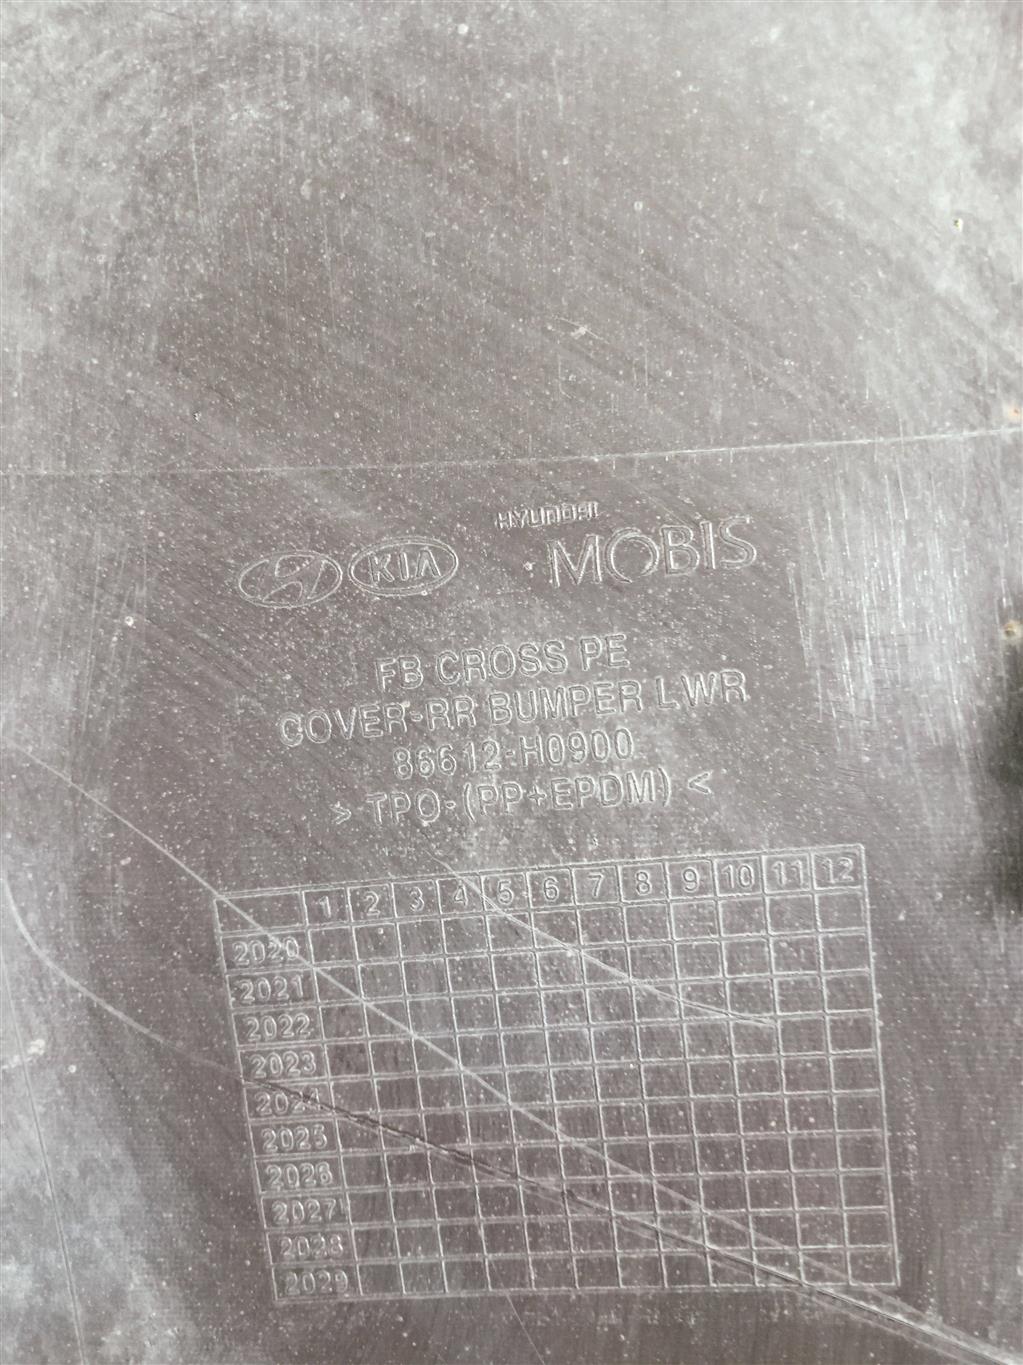 HYUNDAI
KIA MOBIS
FB CROSS PE
COVER-RR BUMPER LWR
86612-H0900
> TPO-(PP+EPDM) <
1 2 3 4 5 6 7 8 9 10 11 12
2020
2021
2022
2023
2024
2025
2026
2027
2028
2029